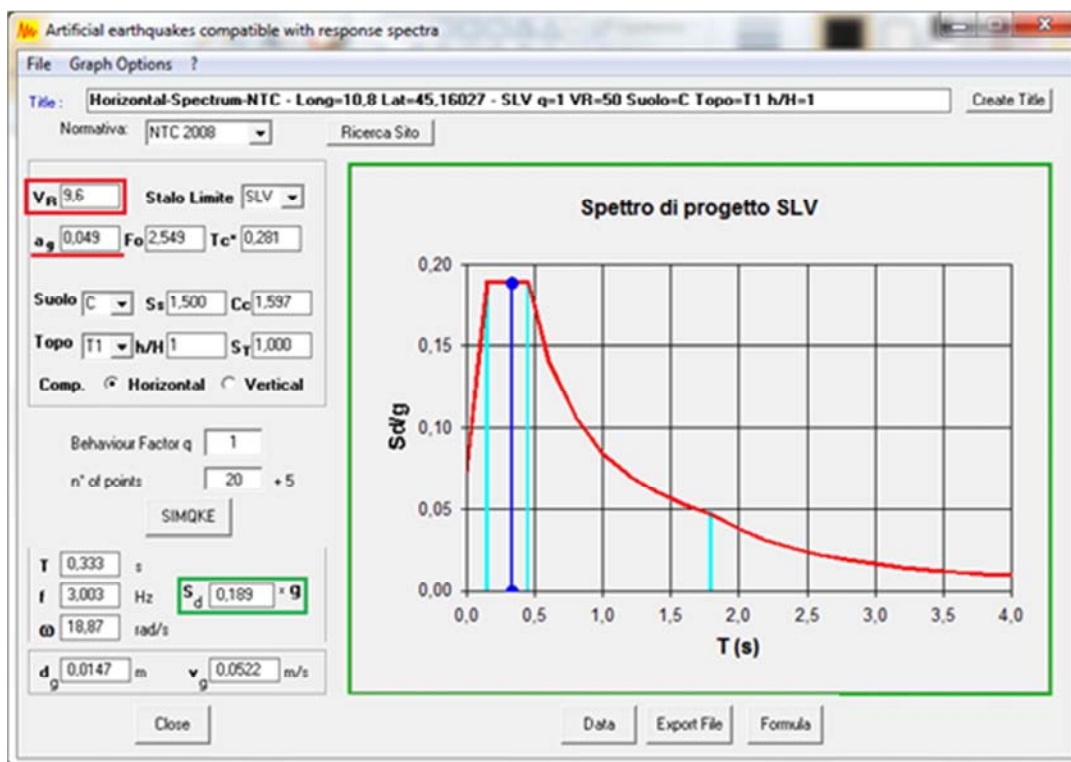 Artificial earthquakes compatible with response spectra
File Graph Options ?
Title : Horizontal-Spectrum-NTC - Long=10,8 Lat=45,16027 - SLV q=1 VR=50 Suolo=C Topo=T1 h/H=1 Create Title
Normativa: NTC 2008 Ricerca Sito
VR 9,6 Stalo Limite SLV
ag 0,049 Fo 2,549 Tc* 0,281
Suolo C Ss 1,500 Cc 1,597
Topo T1 h/H 1 ST 1,000
Comp. Horizontal Vertical
Behaviour Factor q 1
n° of points 20 + 5
SIMQKE
T 0,333 s
f 3,003 Hz Sd 0,189 * g
ω 18,87 rad/s
dg 0,0147 m vg 0,0522 m/s
Close
Spettro di progetto SLV
Sd/g
0,20
0,15
0,10
0,05
0,00
0,0 0,5 1,0 1,5 2,0 2,5 3,0 3,5 4,0
T (s)
Data Export File Formula